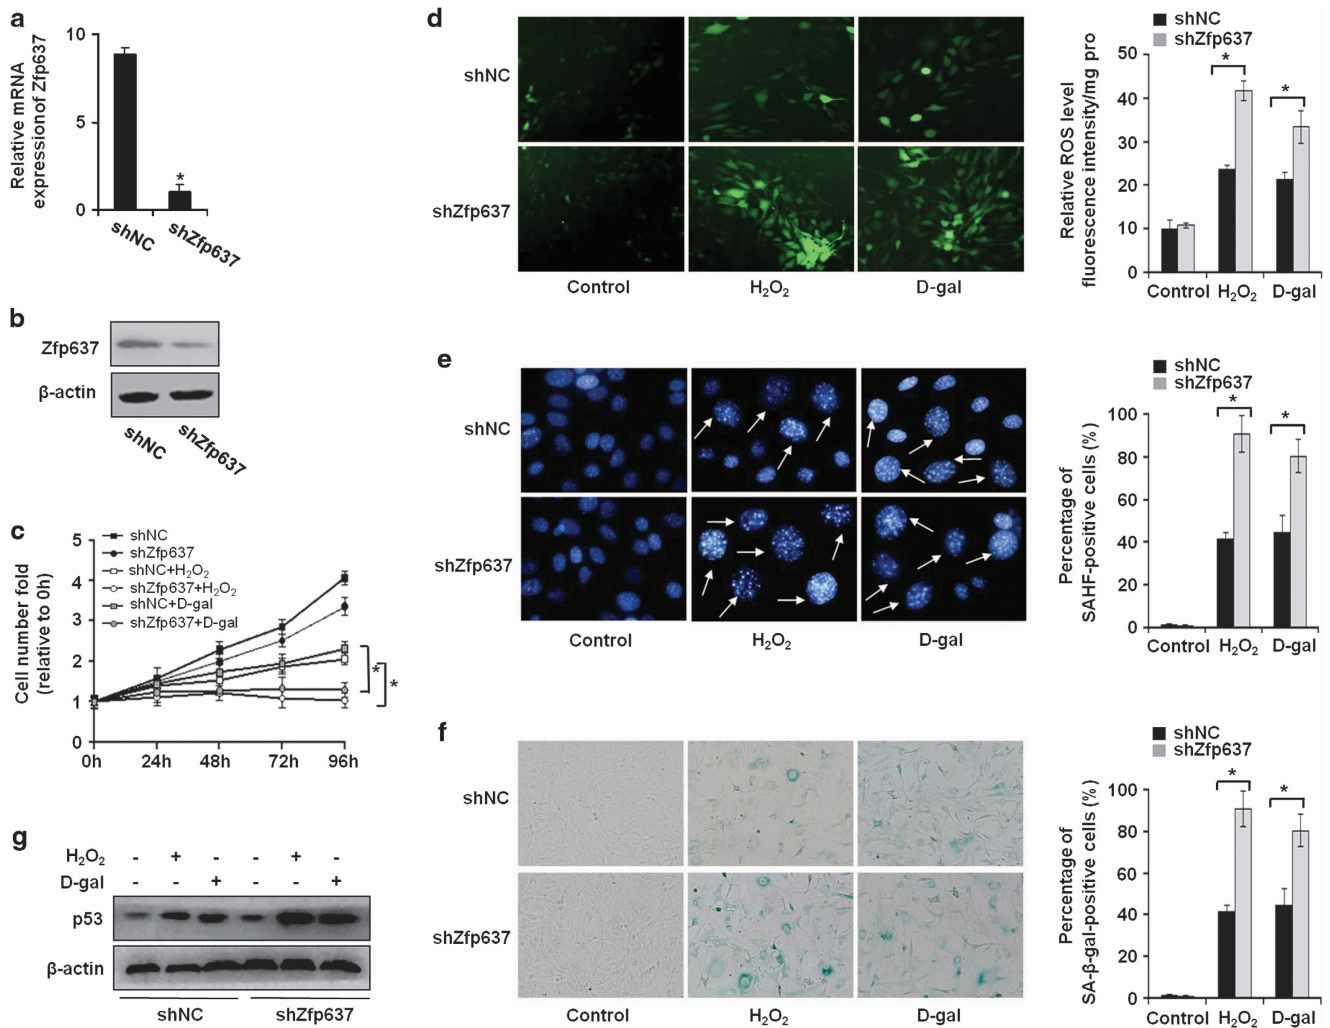 a
Relative mRNA
expression of Zfp637
10
5
0
*
shNC
shZfp637
b
Zfp637
β-actin
shNC
shZfp637
c
Cell number fold
(relative to 0h)
5
4
3
2
1
0
shNC
shZfp637
shNC+H₂O₂
shZfp637+H₂O₂
shNC+D-gal
shZfp637+D-gal
*
*
0h 24h 48h 72h 96h
g
H₂O₂ - + - - + -
D-gal - - + - - +
p53
β-actin
shNC shZfp637
d
shNC
shZfp637
Control H₂O₂ D-gal
shNC
shZfp637
Relative ROS level
fluorescence intensity/mg pro
50
40
30
20
10
0
*
*
Control H₂O₂ D-gal
e
shNC
shZfp637
Control H₂O₂ D-gal
shNC
shZfp637
Percentage of
SAHF-positive cells (%)
100
80
60
40
20
0
*
*
Control H₂O₂ D-gal
f
shNC
shZfp637
Control H₂O₂ D-gal
shNC
shZfp637
Percentage of
SA-β-gal-positive cells (%)
100
80
60
40
20
0
*
*
Control H₂O₂ D-gal